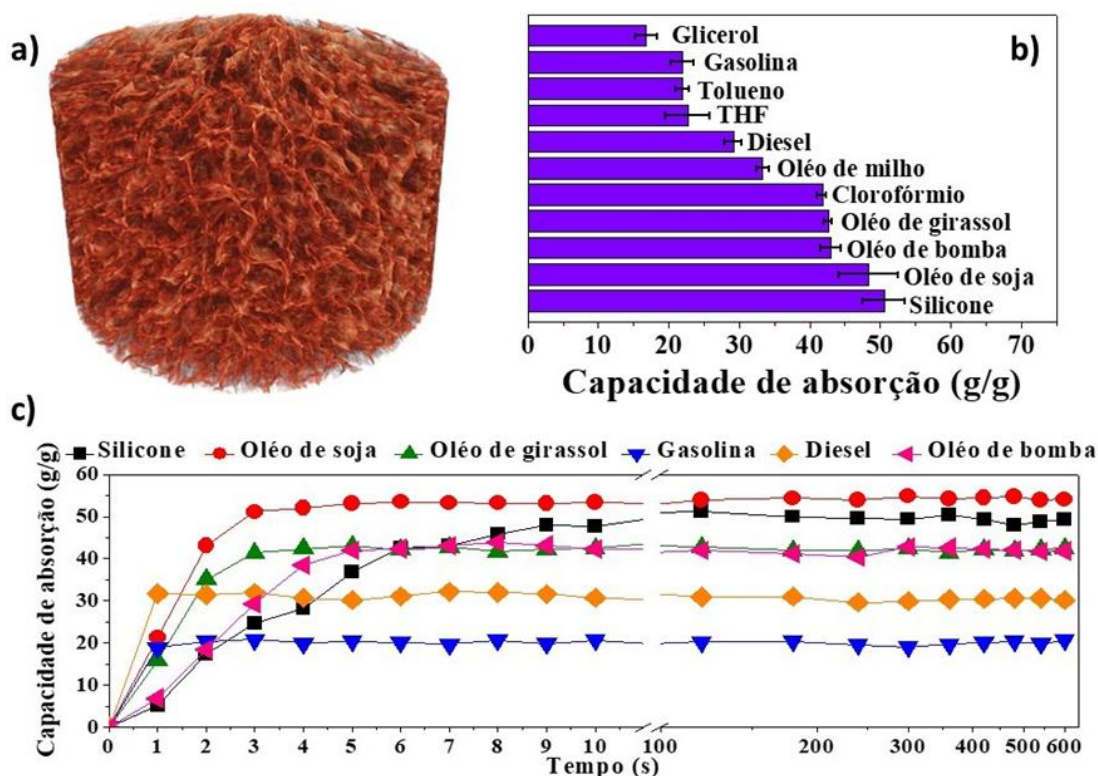 a)
b)
Glicerol
Gasolina
Tolueno
THF
Diesel
Oléo de milho
Clorofórmio
Oléo de girassol
Oléo de bomba
Oléo de soja
Silicone
0 10 20 30 40 50 60 70
Capacidade de absorção (g/g)
c)
Silicone Oléo de soja Oléo de girassol Gasolina Diesel Oléo de bomba
Capacidade de absorção (g/g)
60
50
40
30
20
10
0
0 1 2 3 4 5 6 7 8 9 10 100 200 300 400 500 600
Tempo (s)